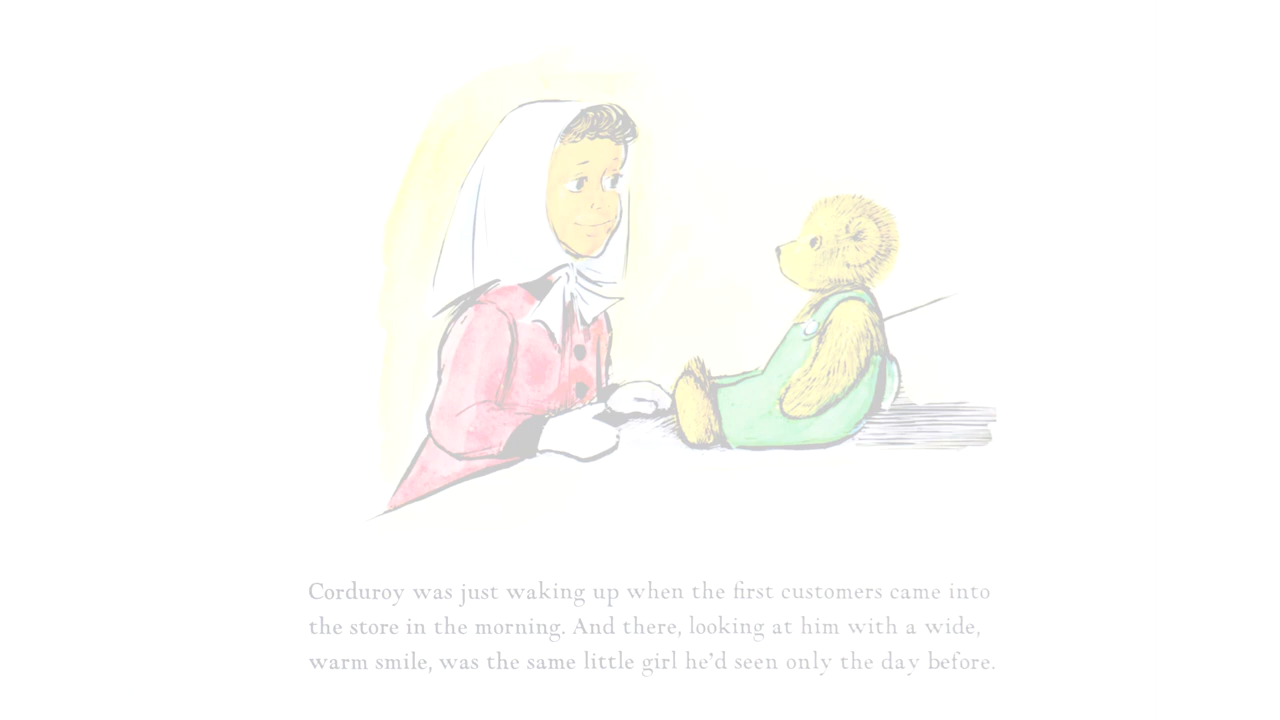 Corduroy was just waking up when the first customers came into
the store in the morning. And there, looking at him with a wide,
warm smile, was the same little girl he’d seen only the day before.